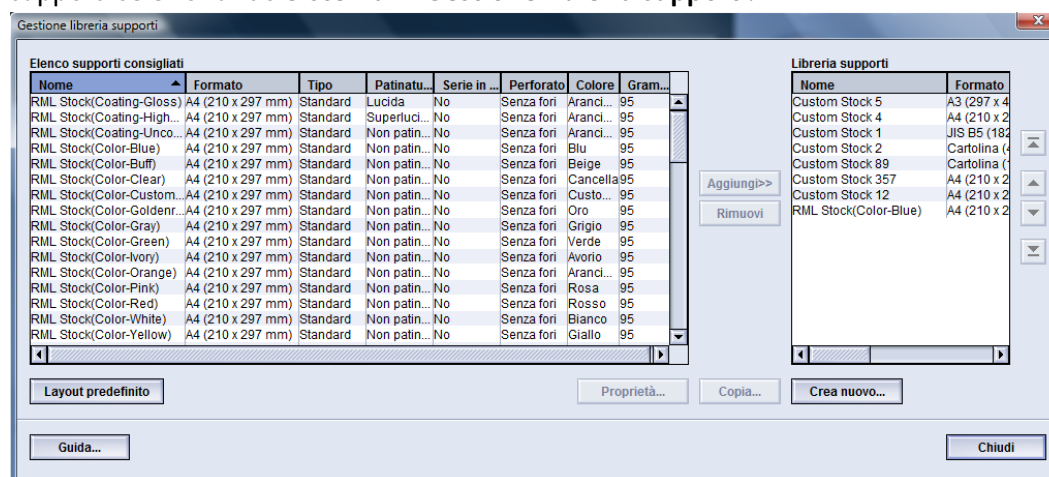 Gestione libreria supporti
Elenco supporti consigliati
Nome Formato Tipo Patinatu... Serie in ... Perforato Colore Gram...
RML Stock(Coating-Gloss) A4 (210 x 297 mm) Standard Lucida No Senza fori Aranci... 95
RML Stock(Coating-High... A4 (210 x 297 mm) Standard Superluci... No Senza fori Aranci... 95
RML Stock(Coating-Unco... A4 (210 x 297 mm) Standard Non patin... No Senza fori Aranci... 95
RML Stock(Color-Blue) A4 (210 x 297 mm) Standard Non patin... No Senza fori Blu 95
RML Stock(Color-Buff) A4 (210 x 297 mm) Standard Non patin... No Senza fori Beige 95
RML Stock(Color-Clear) A4 (210 x 297 mm) Standard Non patin... No Senza fori Cancella 95
RML Stock(Color-Custom... A4 (210 x 297 mm) Standard Non patin... No Senza fori Custo... 95
RML Stock(Color-Goldenr... A4 (210 x 297 mm) Standard Non patin... No Senza fori Oro 95
RML Stock(Color-Gray) A4 (210 x 297 mm) Standard Non patin... No Senza fori Grigio 95
RML Stock(Color-Green) A4 (210 x 297 mm) Standard Non patin... No Senza fori Verde 95
RML Stock(Color-Ivory) A4 (210 x 297 mm) Standard Non patin... No Senza fori Avorio 95
RML Stock(Color-Orange) A4 (210 x 297 mm) Standard Non patin... No Senza fori Aranci... 95
RML Stock(Color-Pink) A4 (210 x 297 mm) Standard Non patin... No Senza fori Rosa 95
RML Stock(Color-Red) A4 (210 x 297 mm) Standard Non patin... No Senza fori Rosso 95
RML Stock(Color-White) A4 (210 x 297 mm) Standard Non patin... No Senza fori Bianco 95
RML Stock(Color-Yellow) A4 (210 x 297 mm) Standard Non patin... No Senza fori Giallo 95
Aggiungi>>
Rimuovi
Libreria supporti
Nome Formato
Custom Stock 5 A3 (297 x 4
Custom Stock 4 A4 (210 x 2
Custom Stock 1 JIS B5 (182
Custom Stock 2 Cartolina (
Custom Stock 89 Cartolina (
Custom Stock 357 A4 (210 x 2
Custom Stock 12 A4 (210 x 2
RML Stock(Color-Blue) A4 (210 x 2
Layout predefinito Proprietà... Copia... Crea nuovo...
Guida... Chiudi